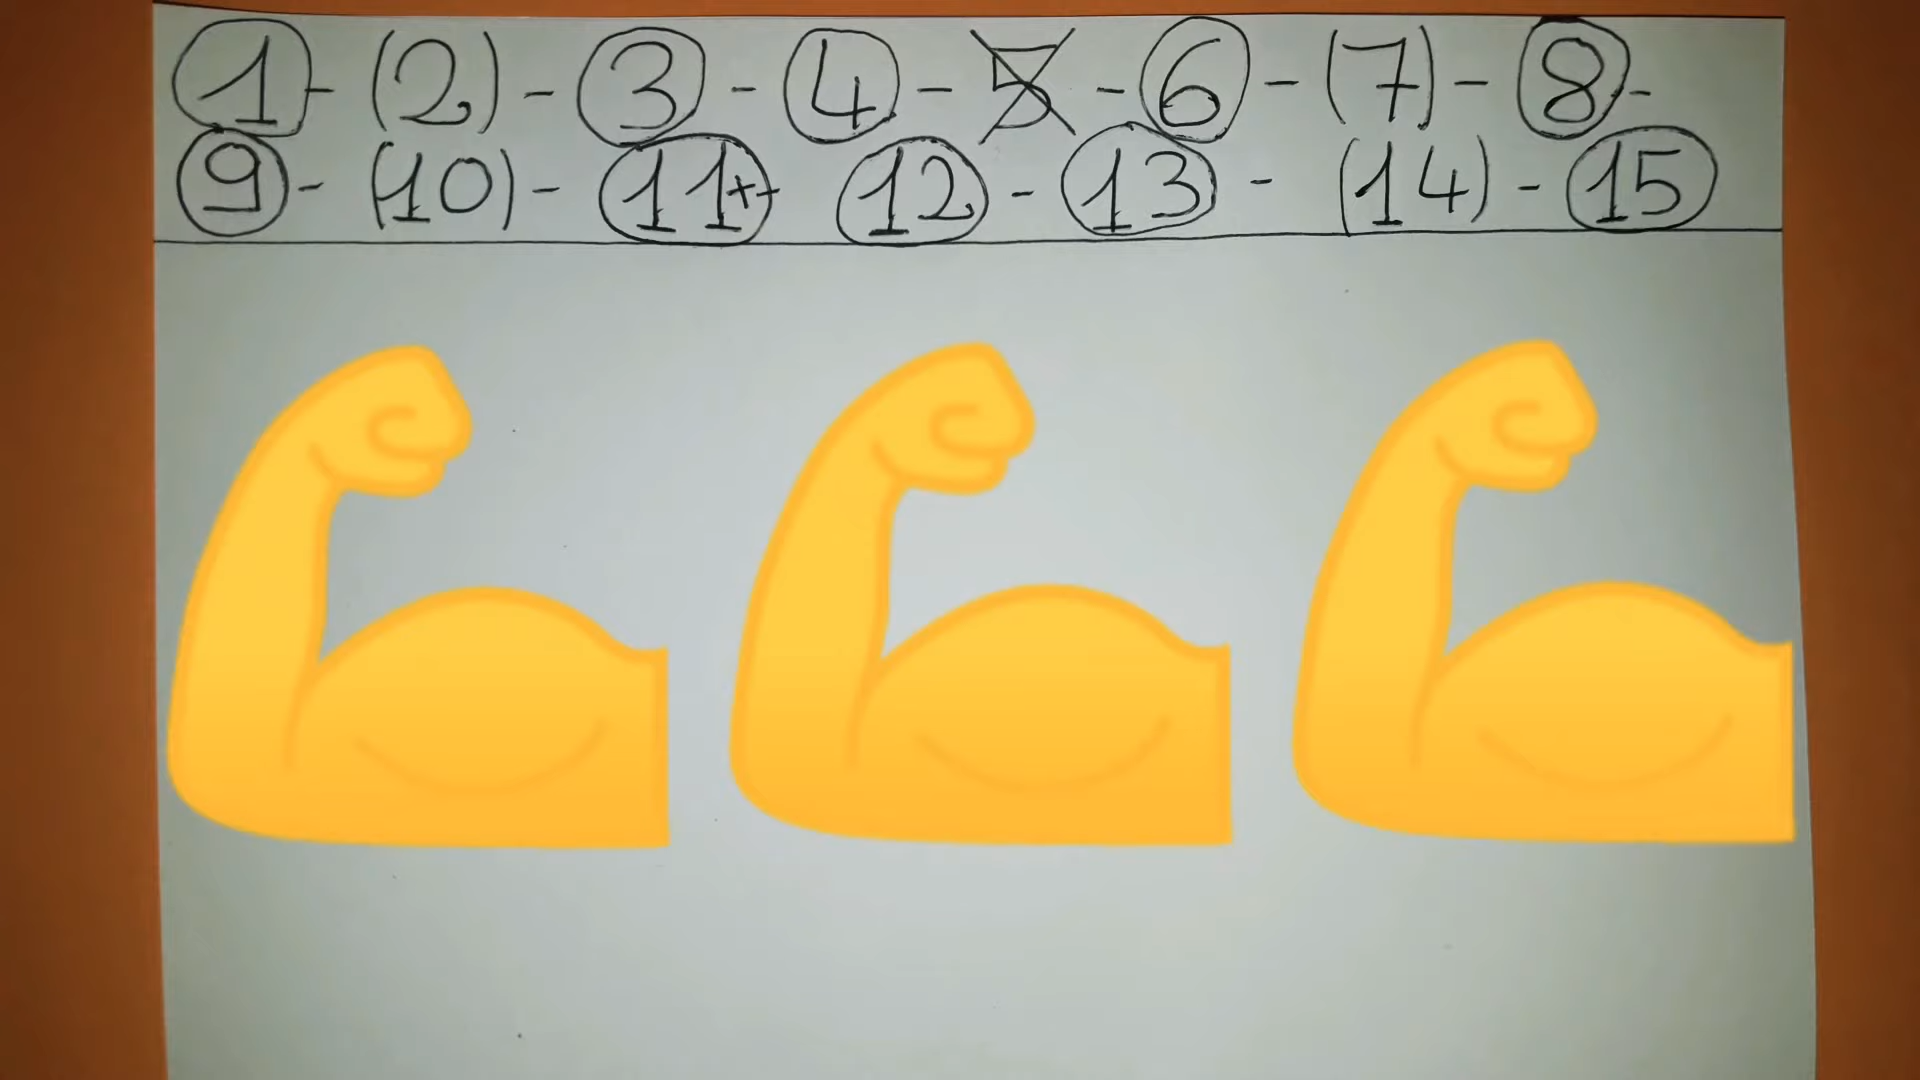 1 - (2) - 3 - 4 - 5 - 6 - (7) - 8 -
9 - (10) - 11+- 12 - 13 - (14) - 15